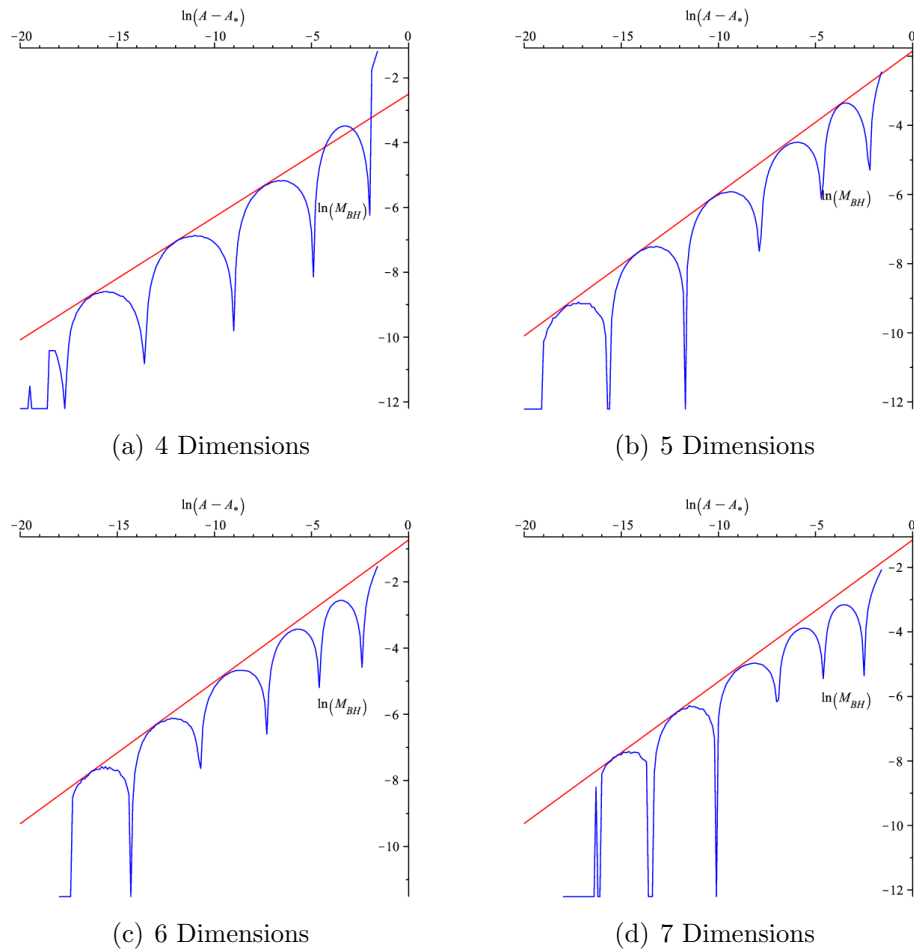 ln(A − A*) ln(A − A*)
−20 −15 −10 −5 0 −20 −15 −10 −5 0
−2 −2
−4 −4
ln(M_BH) −6 ln(M_BH) −6
−8 −8
−10 −10
−12 −12
(a) 4 Dimensions (b) 5 Dimensions
ln(A − A*) ln(A − A*)
−20 −15 −10 −5 0 −20 −15 −10 −5 0
−2 −2
−4 −4
ln(M_BH) −6 ln(M_BH) −6
−8 −8
−10 −10
−12
(c) 6 Dimensions (d) 7 Dimensions